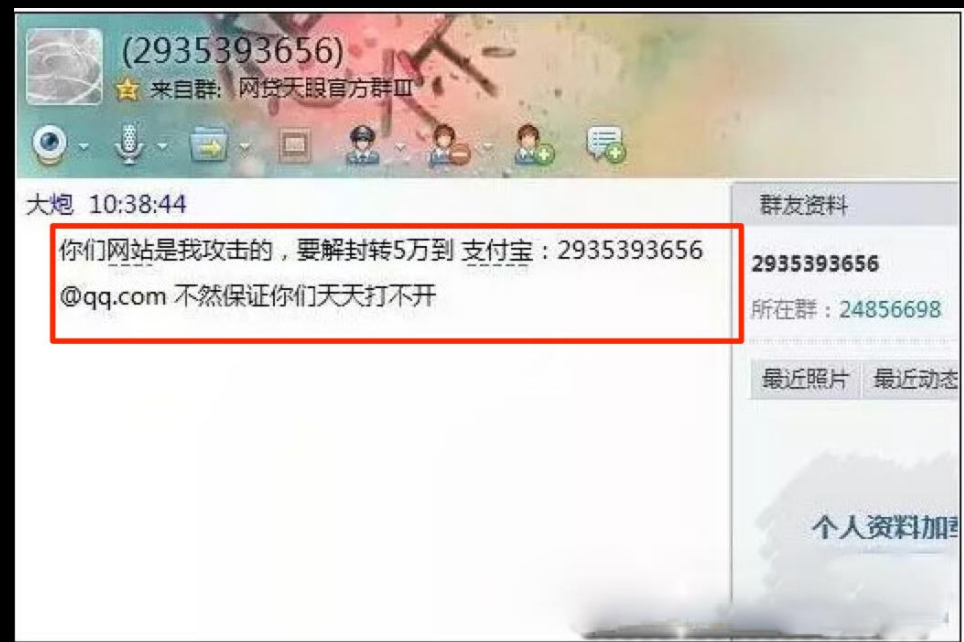 (2935393656)
来自群: 网贷天眼官方群Ⅲ
大炮 10:38:44
你们网站是我攻击的，要解封转5万到 支付宝：2935393656
@qq.com 不然保证你们天天打不开
群友资料
2935393656
所在群：24856698
最近照片 最近动态
个人资料加